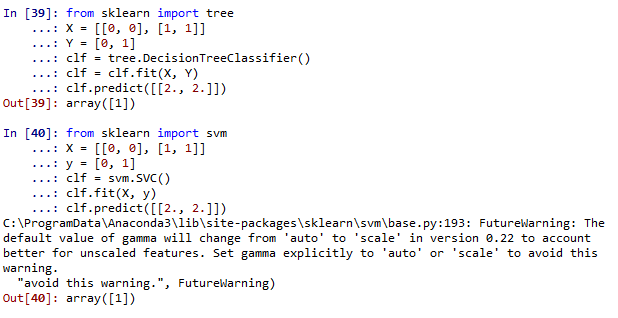 In [39]: from sklearn import tree
    ...: X = [[0, 0], [1, 1]]
    ...: Y = [0, 1]
    ...: clf = tree.DecisionTreeClassifier()
    ...: clf = clf.fit(X, Y)
    ...: clf.predict([[2., 2.]])
Out[39]: array([1])

In [40]: from sklearn import svm
    ...: X = [[0, 0], [1, 1]]
    ...: y = [0, 1]
    ...: clf = svm.SVC()
    ...: clf.fit(X, y)
    ...: clf.predict([[2., 2.]])
C:\ProgramData\Anaconda3\lib\site-packages\sklearn\svm\base.py:193: FutureWarning: The
default value of gamma will change from 'auto' to 'scale' in version 0.22 to account
better for unscaled features. Set gamma explicitly to 'auto' or 'scale' to avoid this
warning.
  "avoid this warning.", FutureWarning)
Out[40]: array([1])